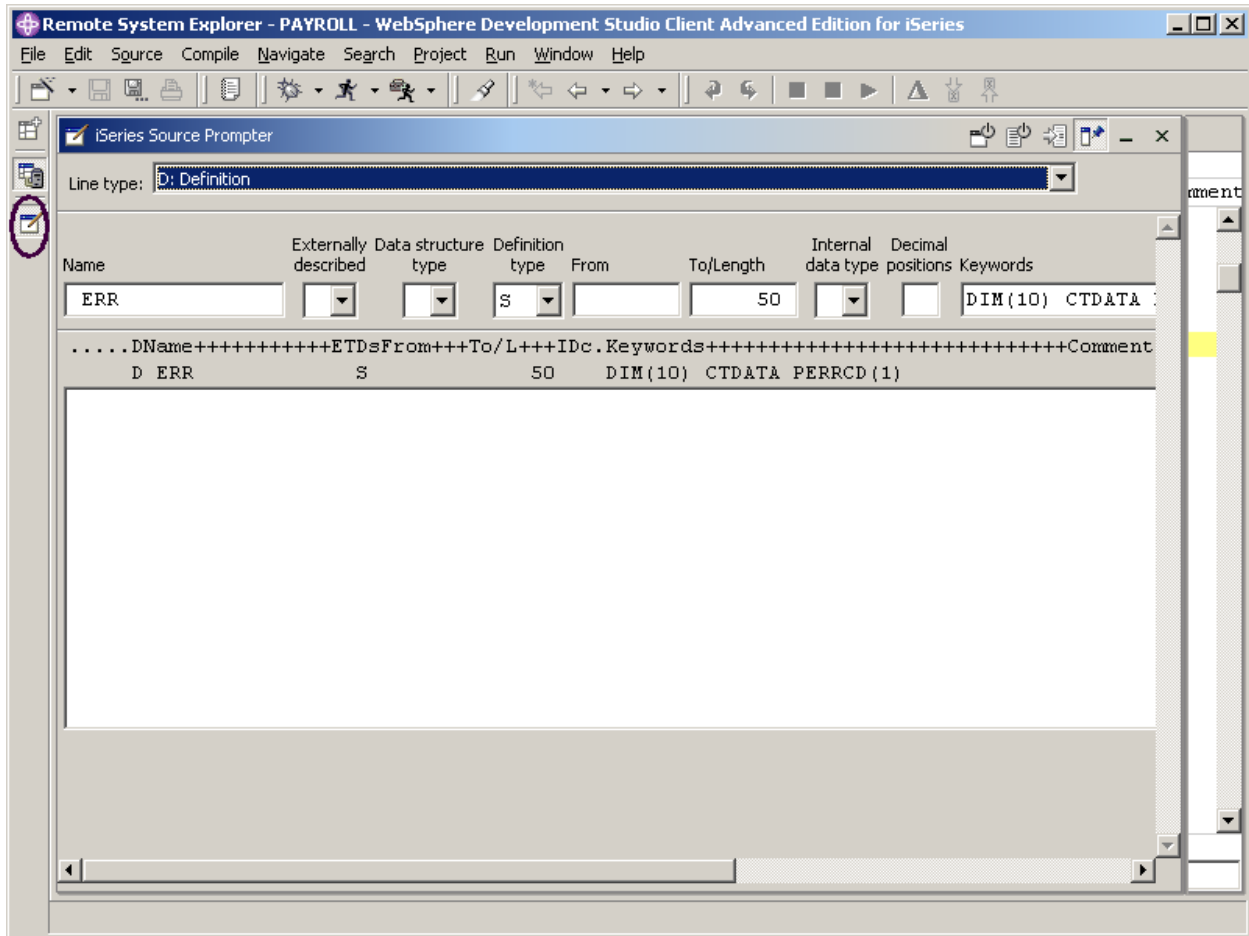 Remote System Explorer - PAYROLL - WebSphere Development Studio Client Advanced Edition for iSeries
File Edit Source Compile Navigate Search Project Run Window Help
iSeries Source Prompter
Line type: D: Definition
mment
Name
Externally described
Data structure type
Definition type
From
To/Length
Internal data type
Decimal positions
Keywords
ERR S 50 DIM(10) CTDATA
.....DName+++++++++++ETDsFrom+++To/L+++IDc.Keywords+++++++++++++++++++++++++++++Comment
D ERR S 50 DIM(10) CTDATA PERRCD(1)